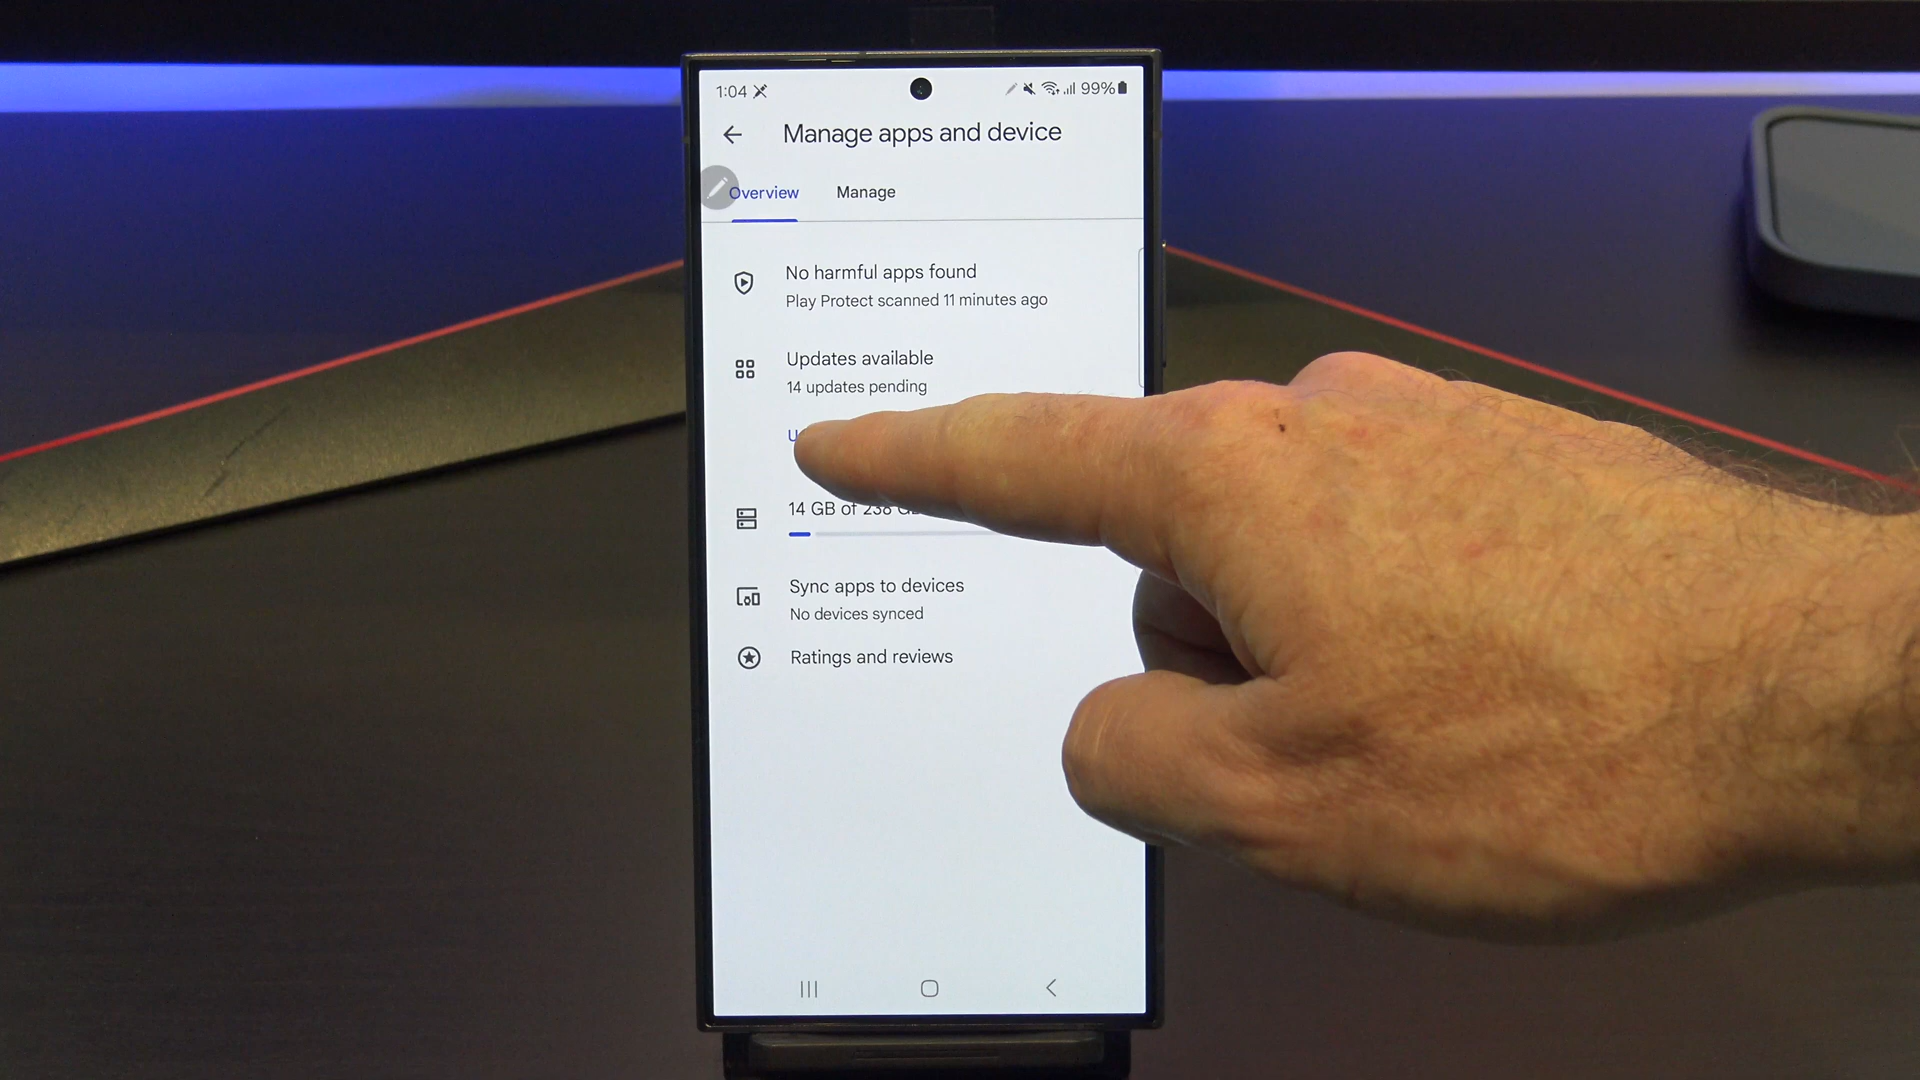 1:04 99%
Manage apps and device
Overview Manage
No harmful apps found
Play Protect scanned 11 minutes ago
Updates available
14 updates pending
14 GB of 238
Sync apps to devices
No devices synced
Ratings and reviews